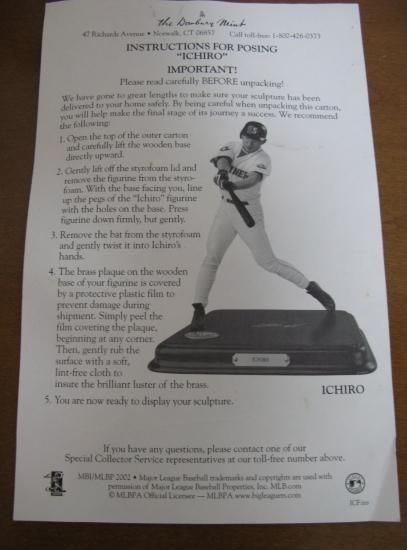 the Danbury Mint
47 Richards Avenue • Norwalk, CT 06857 Call toll-free: 1-800-426-0373
INSTRUCTIONS FOR POSING
"ICHIRO"
IMPORTANT!
Please read carefully BEFORE unpacking!
We have gone to great lengths to make sure your sculpture has been
delivered to your home safely. By being careful when unpacking this carton,
you will help make the final stage of its journey a success. We recommend
the following:
1. Open the top of the outer carton
and carefully lift the wooden base
directly upward.
2. Gently lift off the styrofoam lid and
remove the figurine from the styro-
foam. With the base facing you, line
up the pegs of the "Ichiro" figurine
with the holes on the base. Press
figurine down firmly, but gently.
3. Remove the bat from the styrofoam
and gently twist it into Ichiro's
hands.
4. The brass plaque on the wooden
base of your figurine is covered
by a protective plastic film to
prevent damage during
shipment. Simply peel the
film covering the plaque,
beginning at any corner.
Then, gently rub the
surface with a soft,
lint-free cloth to
insure the brilliant luster of the brass.
5. You are now ready to display your sculpture.
ICHIRO
ICHIRO
If you have any questions, please contact one of our
Special Collector Service representatives at our toll-free number above.
MBI/MLBP 2002 • Major League Baseball trademarks and copyrights are used with
permission of Major League Baseball Properties, Inc. MLB.com
© MLBPA Official Licensee — MLBPA www.bigleaguers.com